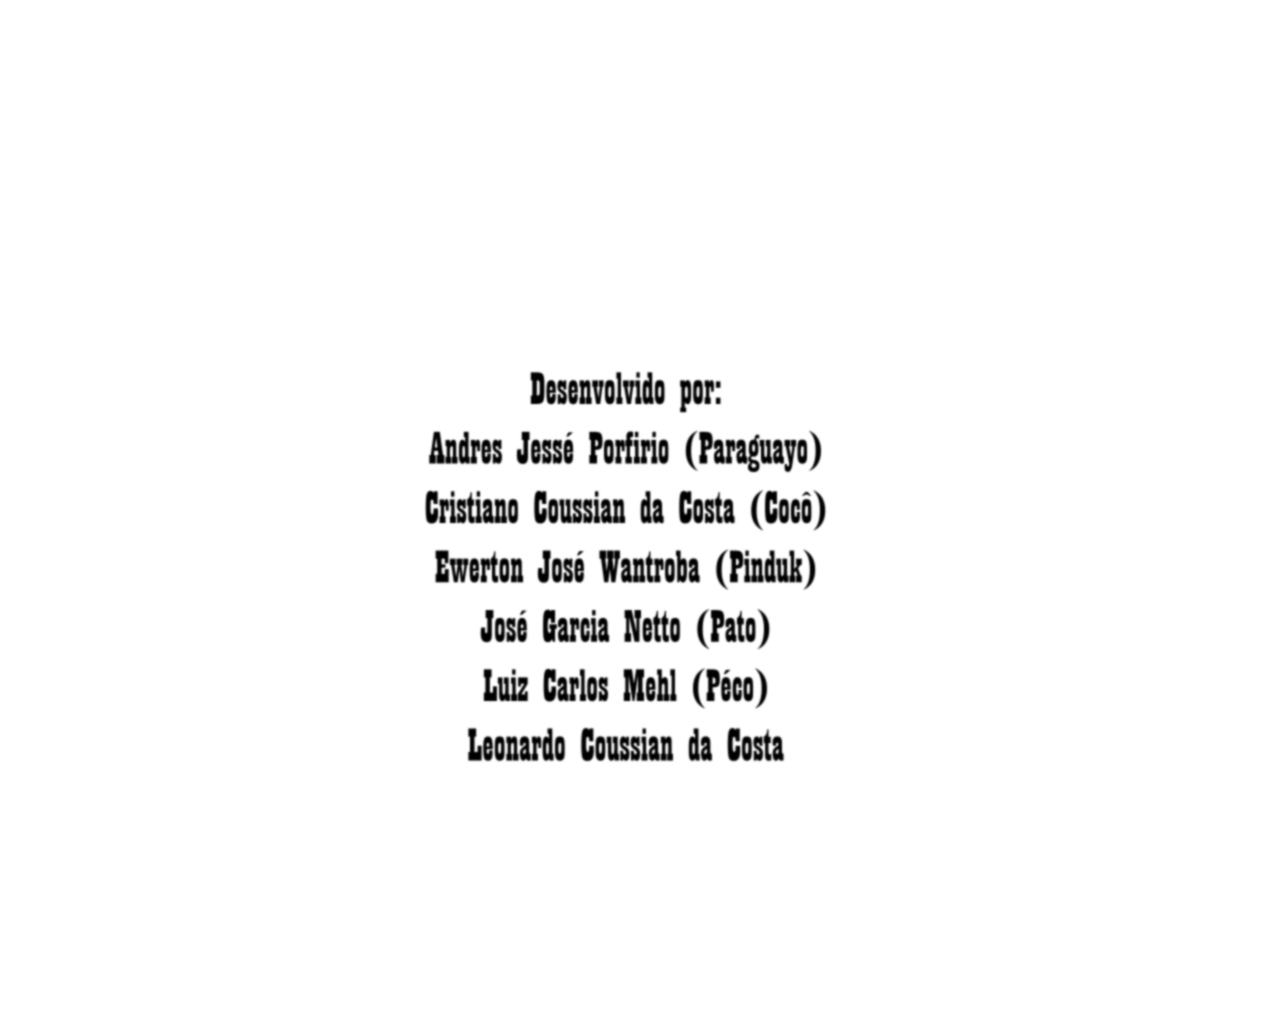 Desenvolvido por:
Andres Jessé Porfirio (Paraguayo)
Cristiano Coussian da Costa (Cocô)
Ewerton José Wantroba (Pinduk)
José Garcia Netto (Pato)
Luiz Carlos Mehl (Péco)
Leonardo Coussian da Costa